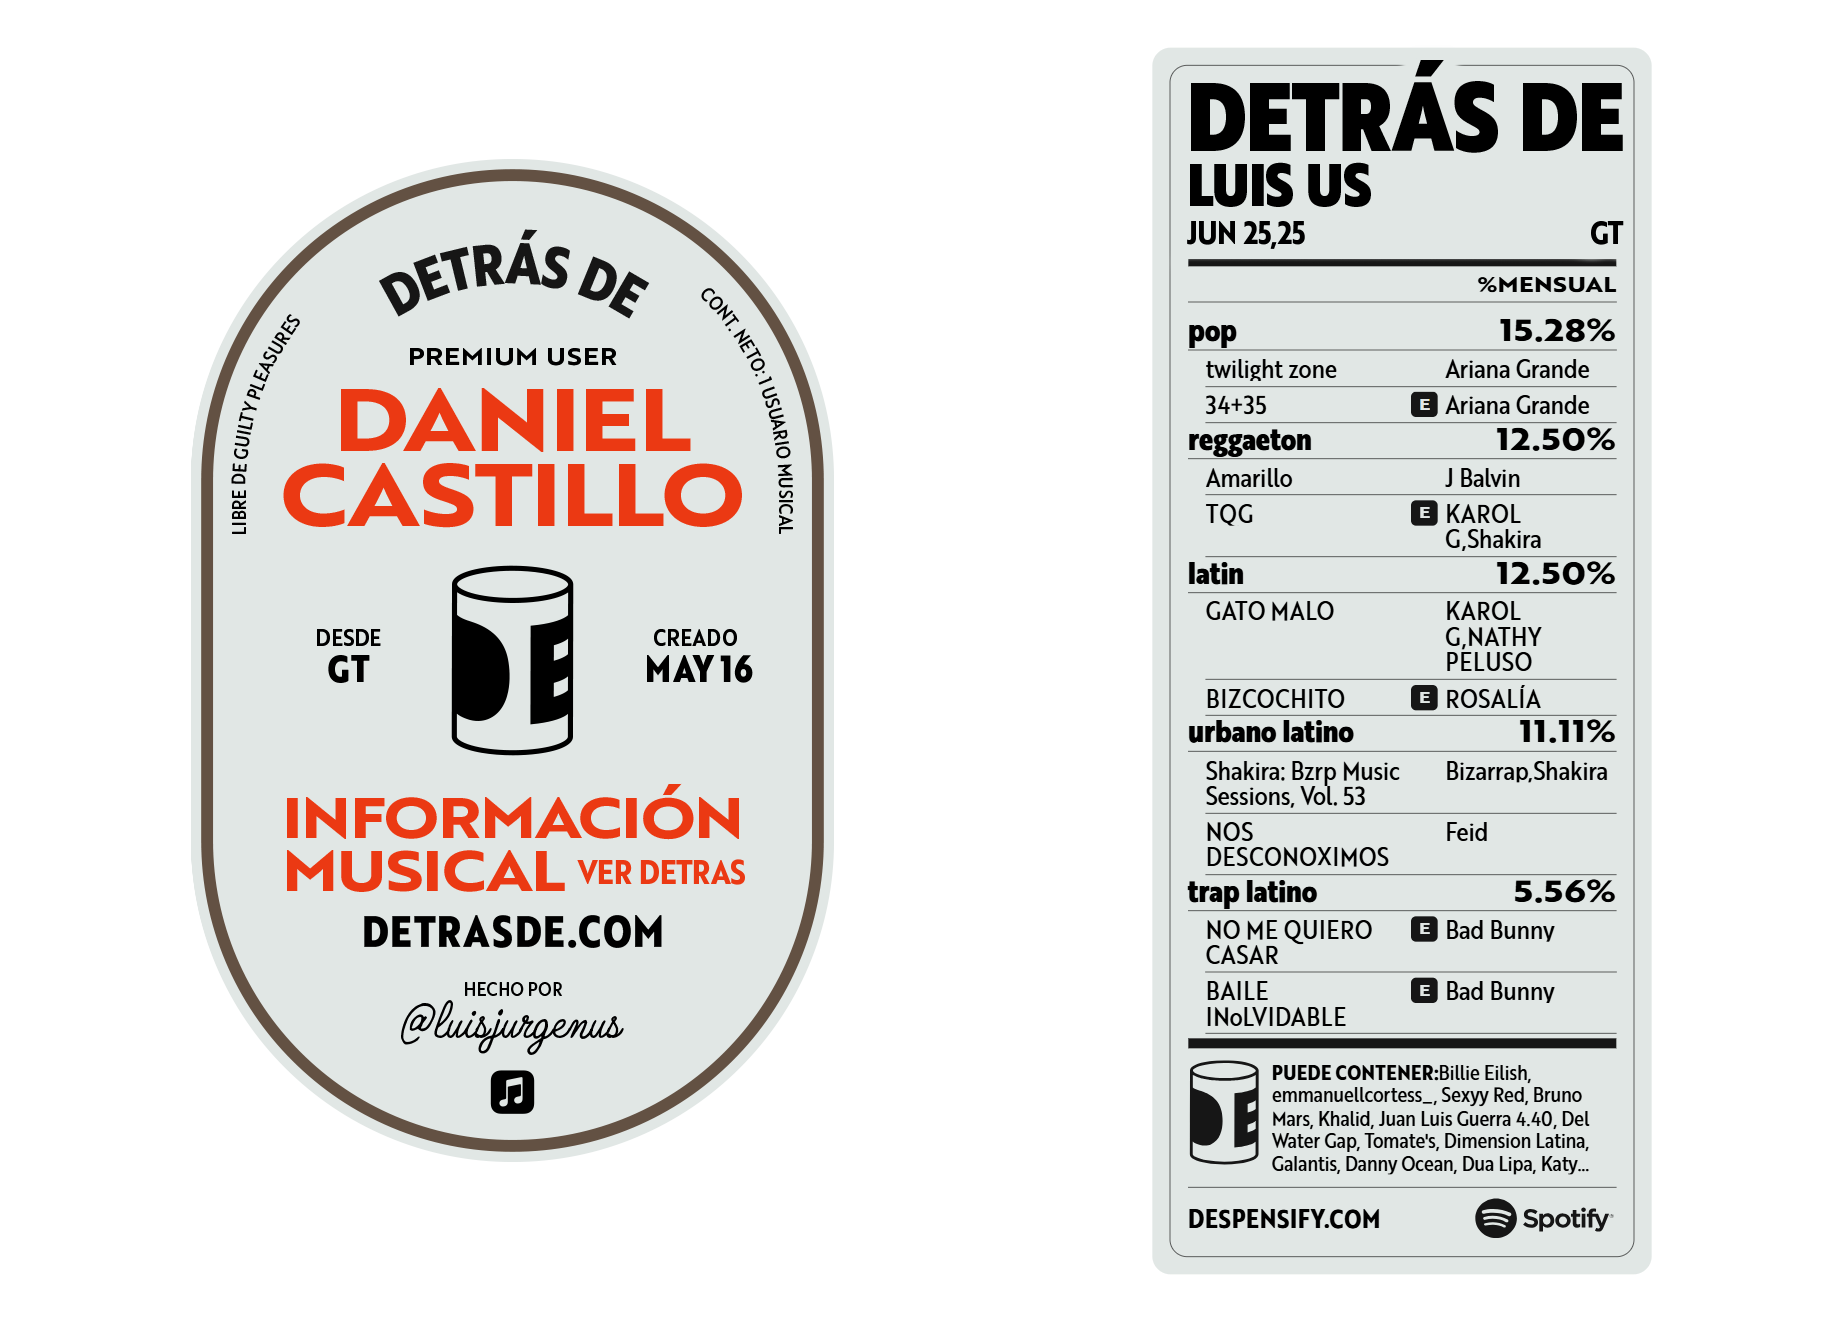 DETRÁS DE
LIBRE DE GUILTY PLEASURES
CONT. NETO: 1 USUARIO MUSICAL
PREMIUM USER
DANIEL
CASTILLO
DESDE
GT
DE
CREADO
MAY 16
INFORMACIÓN
MUSICAL VER DETRAS
DETRASDE.COM
HECHO POR
@luisjurgenus
DETRÁS DE
LUIS US
JUN 25,25 GT
%MENSUAL
pop 15.28%
twilight zone Ariana Grande
34+35 E Ariana Grande
reggaeton 12.50%
Amarillo J Balvin
TQG E KAROL
G,Shakira
latin 12.50%
GATO MALO KAROL
G,NATHY
PELUSO
BIZCOCHITO E ROSALÍA
urbano latino 11.11%
Shakira: Bzrp Music Bizarrap,Shakira
Sessions, Vol. 53
NOS Feid
DESCONOXIMOS
trap latino 5.56%
NO ME QUIERO E Bad Bunny
CASAR
BAILE E Bad Bunny
INoLVIDABLE
DE
PUEDE CONTENER:Billie Eilish,
emmanuellcortess_, Sexyy Red, Bruno
Mars, Khalid, Juan Luis Guerra 4.40, Del
Water Gap, Tomate's, Dimension Latina,
Galantis, Danny Ocean, Dua Lipa, Katy...
DESPENSIFY.COM Spotify